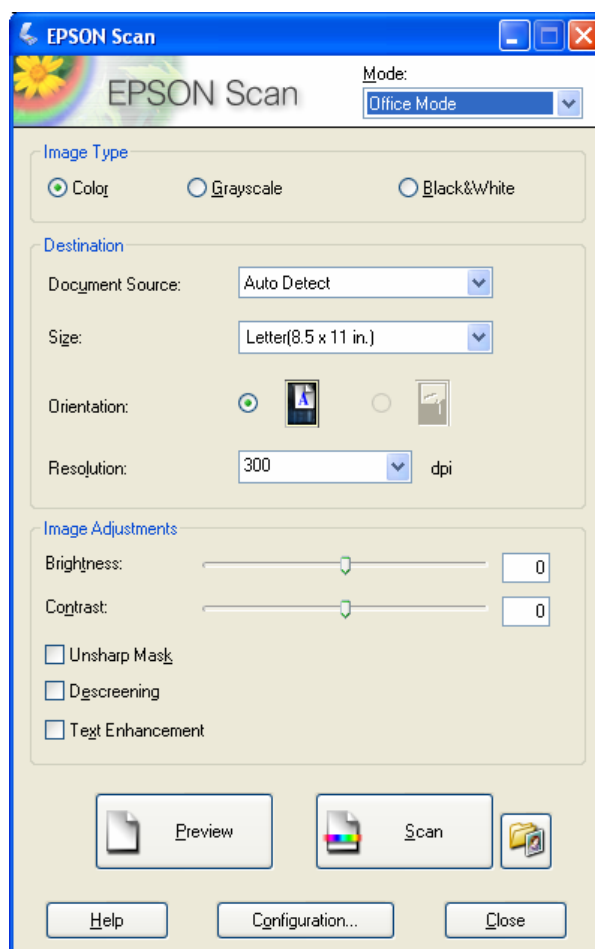 EPSON Scan
EPSON Scan
Mode:
Office Mode
Image Type
Color Grayscale Black&White
Destination
Document Source: Auto Detect
Size: Letter(8.5 x 11 in.)
Orientation: A
Resolution: 300 dpi
Image Adjustments
Brightness: 0
Contrast: 0
Unsharp Mask
Descreening
Text Enhancement
Preview Scan
Help Configuration... Close